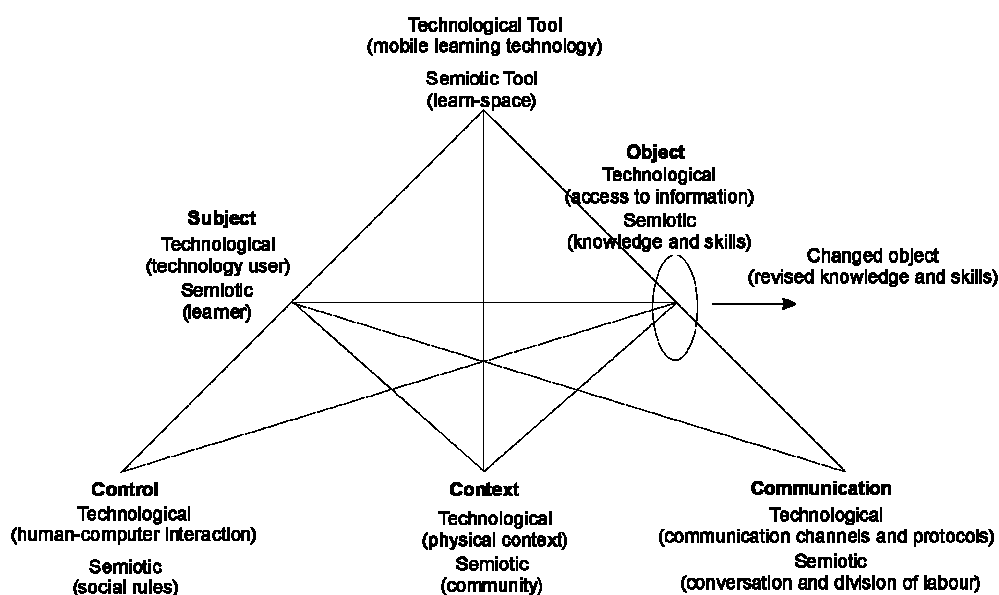 Technological Tool
(mobile learning technology)
Semiotic Tool
(learn-space)
Object
Technological
(access to information)
Semiotic
(knowledge and skills)
Subject
Technological
(technology user)
Semiotic
(learner)
Changed object
(revised knowledge and skills)
Control
Technological
(human-computer interaction)
Semiotic
(social rules)
Context
Technological
(physical context)
Semiotic
(community)
Communication
Technological
(communication channels and protocols)
Semiotic
(conversation and division of labour)